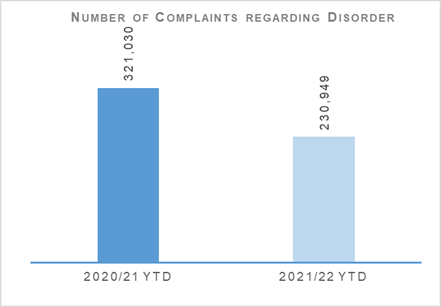 Number of Complaints regarding Disorder
321,030
230,949
2020/21 YTD
2021/22 YTD